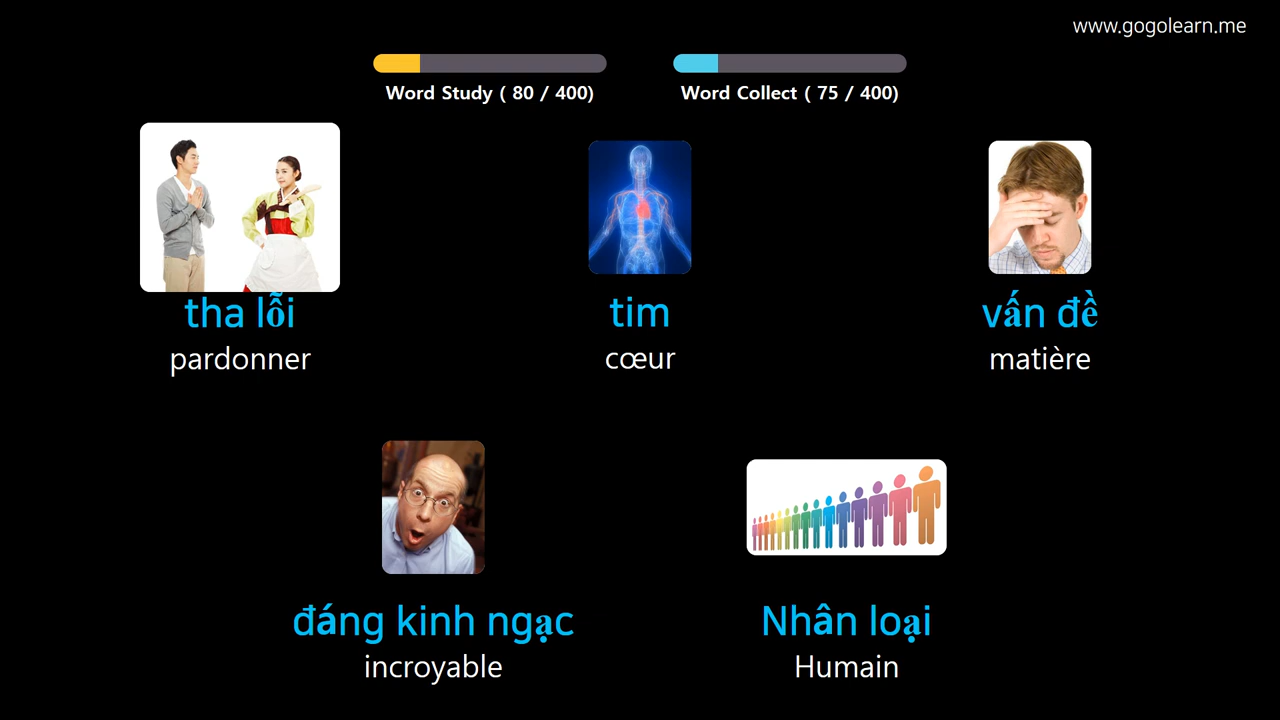 www.gogolearn.me
Word Study ( 80 / 400)
Word Collect ( 75 / 400)
tha lỗi
pardonner
tim
cœur
vấn đề
matière
đáng kinh ngạc
incroyable
Nhân loại
Humain